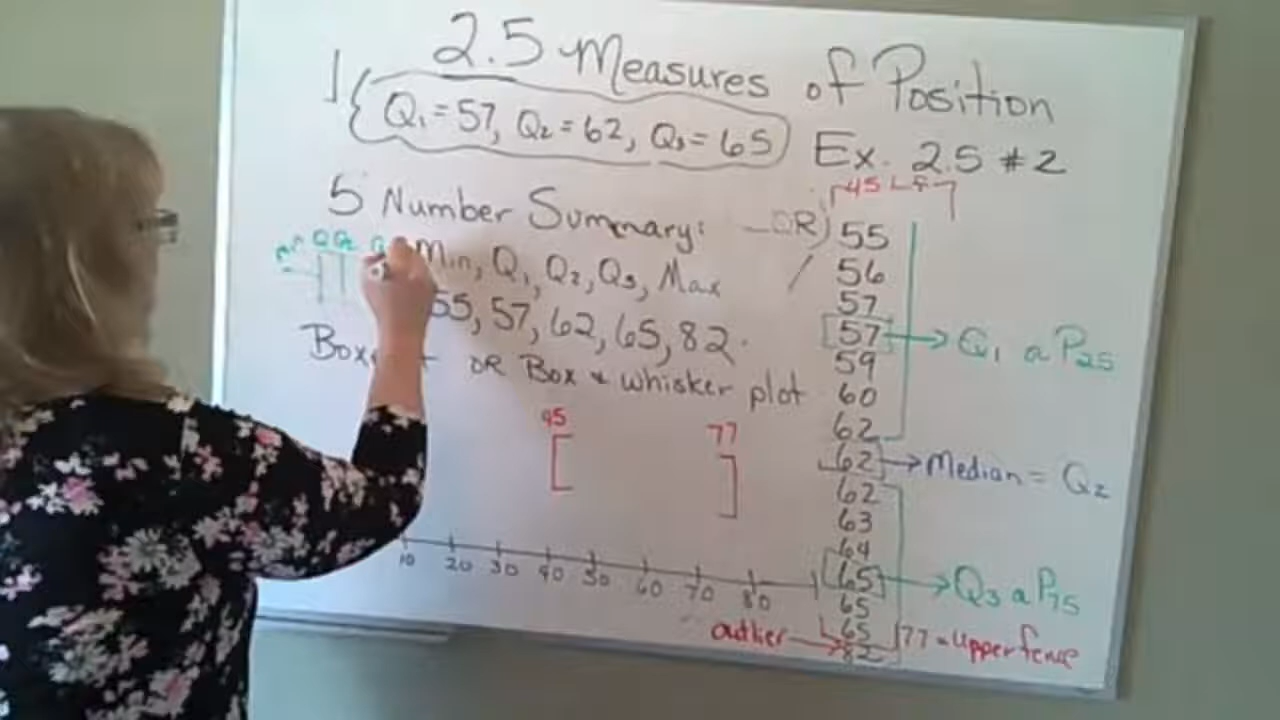 2.5 Measures of Position
Q₁ = 57, Q₂ = 62, Q₃ = 65
Ex. 2.5 #2
5 Number Summary:
Min, Q₁, Q₂, Q₃, Max
55, 57, 62, 65, 82.
OR Box & whisker plot
45
77
10 20 30 40 50 60 70 80
45
55
56
57
57 → Q₁ a P₂₅
59
60
62
62 → Median = Q₂
62
63
64
65 → Q₃ a P₇₅
65
65
82
outlier
77 = Upper fence